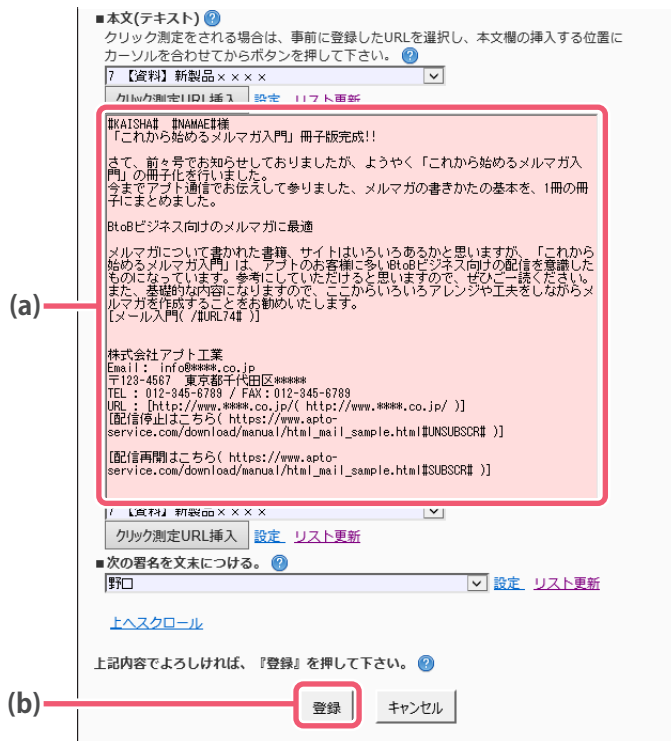 ■本文(テキスト) ?
クリック測定をされる場合は、事前に登録したURLを選択し、本文欄の挿入する位置に
カーソルを合わせてからボタンを押して下さい。 ?
7 【資料】新製品××××
クリック測定URL挿入 設定 リスト更新
#KAISHA# #NAMAE#様
「これから始めるメルマガ入門」冊子版完成!!
さて、前々号でお知らせしておりましたが、ようやく「これから始めるメルマガ入
門」の冊子化を行いました。
今までアプト通信でお伝えして参りました、メルマガの書きかたの基本を、1冊の冊
子にまとめました。
BtoBビジネス向けのメルマガに最適
メルマガについて書かれた書籍、サイトはいろいろあるかと思いますが、「これから
始めるメルマガ入門」は、アプトのお客様に多いBtoBビジネス向けの配信を意識した
ものになっています。参考にしていただけると思いますので、ぜひご一読ください。
また、基礎的な内容になりますので、ここからいろいろアレンジや工夫をしながらメ
ルマガを作成することをお勧めいたします。
(a)
[メール入門( /#URL74# )]
株式会社アプト工業
Email: info@****.co.jp
〒123-4567 東京都千代田区*****
TEL : 012-345-6789 / FAX：012-345-6789
URL : [http://www.****.co.jp/( http://www.****.co.jp/ )]
[配信停止はこちら( https://www.apto-
service.com/download/manual/html_mail_sample.html#UNSUBSCR# )]
[配信再開はこちら( https://www.apto-
service.com/download/manual/html_mail_sample.html#SUBSCR# )]
7 【資料】新製品××××
クリック測定URL挿入 設定 リスト更新
■次の署名を文末につける。 ?
野口 設定 リスト更新
上へスクロール
上記内容でよろしければ、『登録』を押して下さい。 ?
(b) 登録 キャンセル